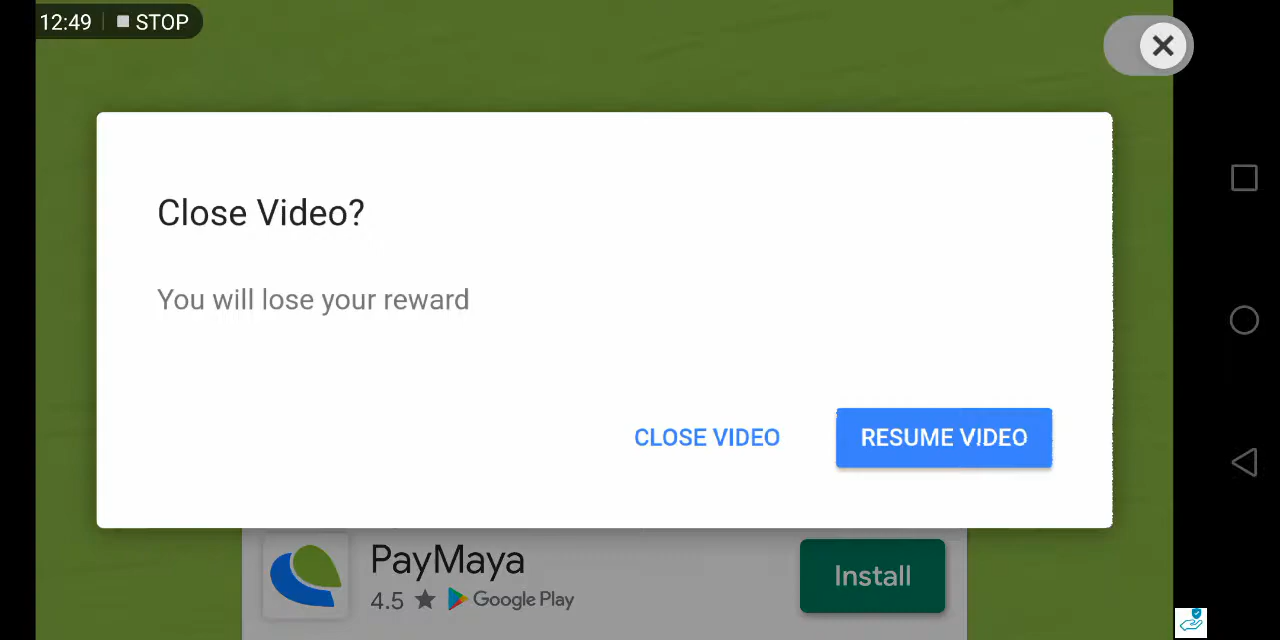 12:49 STOP
Close Video?
You will lose your reward
CLOSE VIDEO
RESUME VIDEO
PayMaya
4.5 ★ Google Play
Install